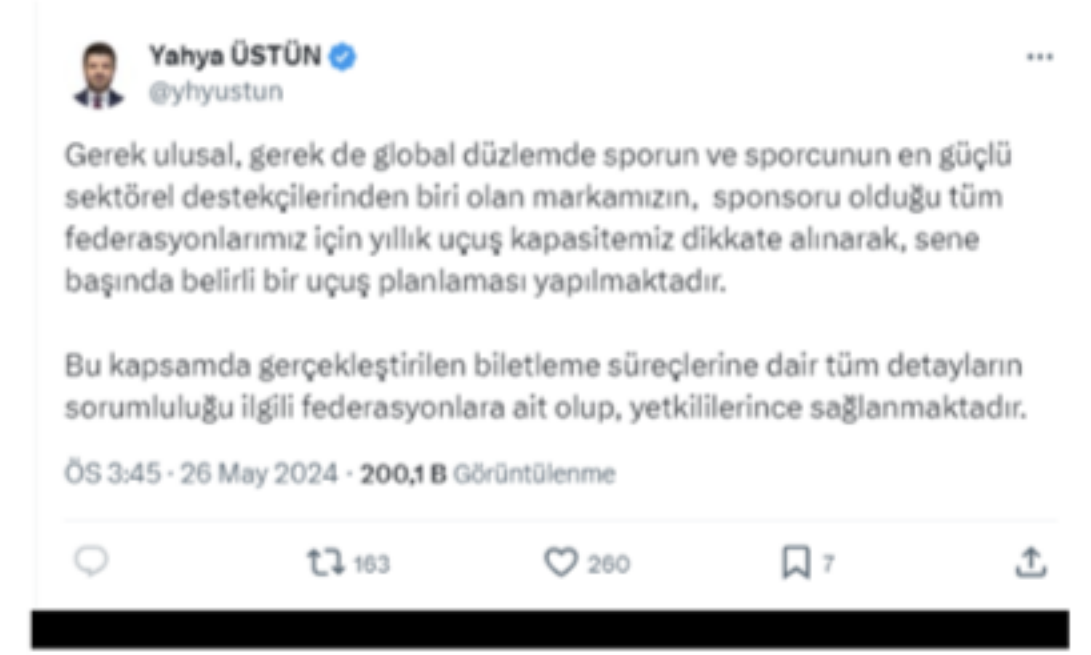 Yahya ÜSTÜN
@yhyustun
Gerek ulusal, gerek de global düzlemde sporun ve sporcunun en güçlü
sektörel destekçilerinden biri olan markamızın, sponsoru olduğu tüm
federasyonlarımız için yıllık uçuş kapasitemiz dikkate alınarak, sene
başında belirli bir uçuş planlaması yapılmaktadır.
Bu kapsamda gerçekleştirilen biletleme süreçlerine dair tüm detayların
sorumluluğu ilgili federasyonlara ait olup, yetkililerince sağlanmaktadır.
ÖS 3:45 · 26 May 2024 · 200,1 B Görüntülenme
163 260 7